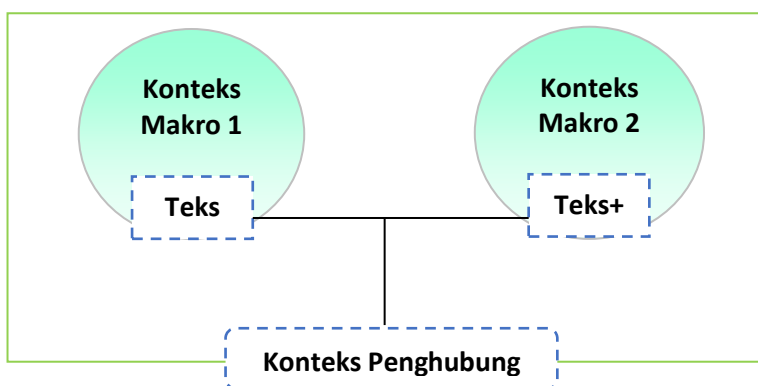 Konteks
Makro 1
Konteks
Makro 2
Teks
Teks+
Konteks Penghubung